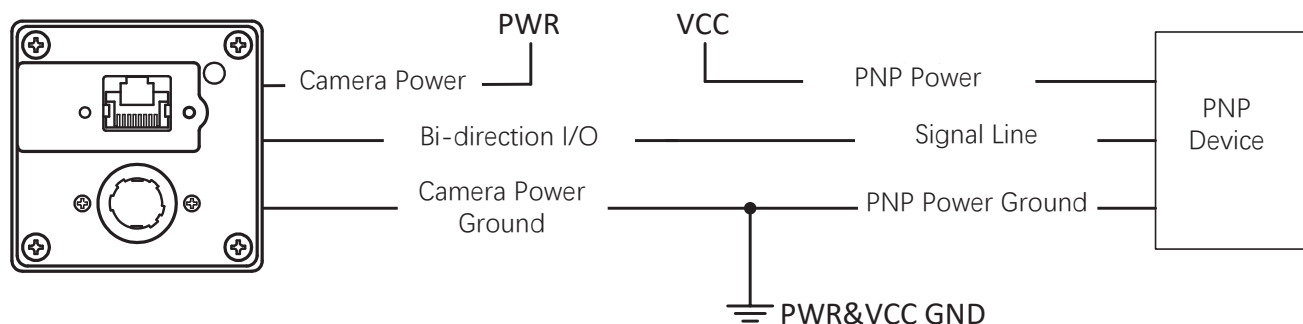 PWR
VCC
Camera Power
PNP Power
Bi-direction I/O
Signal Line
PNP
Device
Camera Power
Ground
PNP Power Ground
PWR&VCC GND